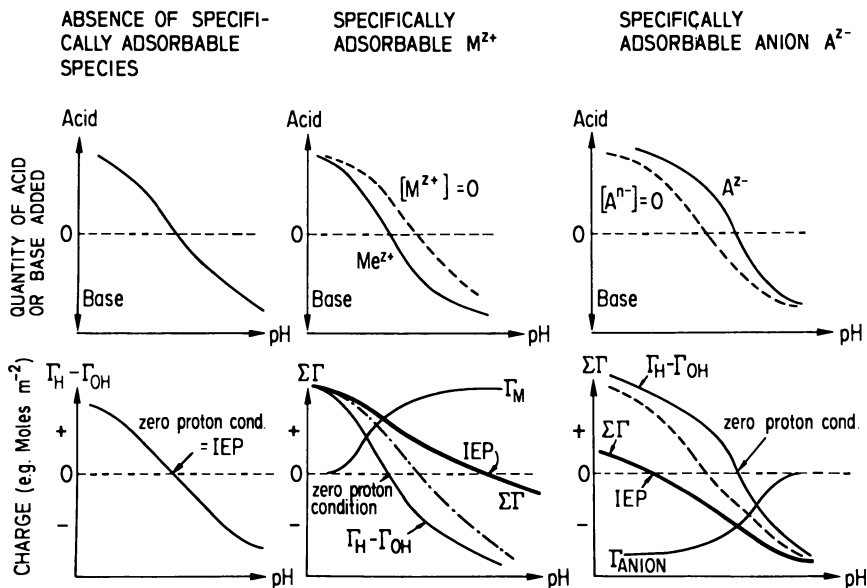 ABSENCE OF SPECIFI-
CALLY ADSORBABLE
SPECIES
SPECIFICALLY
ADSORBABLE M^{z+}
SPECIFICALLY
ADSORBABLE ANION A^{z-}
QUANTITY OF ACID
OR BASE ADDED
Acid
0
Base
pH
Acid
[M^{z+}]=0
0
Me^{z+}
Base
pH
Acid
[A^{n-}]=0
A^{z-}
0
Base
pH
CHARGE (e.g. Moles m^{-2})
Γ_H-Γ_OH
+
zero proton cond.
= IEP
0
-
pH
ΣΓ
Γ_M
+
IEP
0
zero proton
condition
ΣΓ
-
Γ_H-Γ_OH
pH
ΣΓ
Γ_H-Γ_OH
zero proton
cond.
+
ΣΓ
0
IEP
-
Γ_ANION
pH